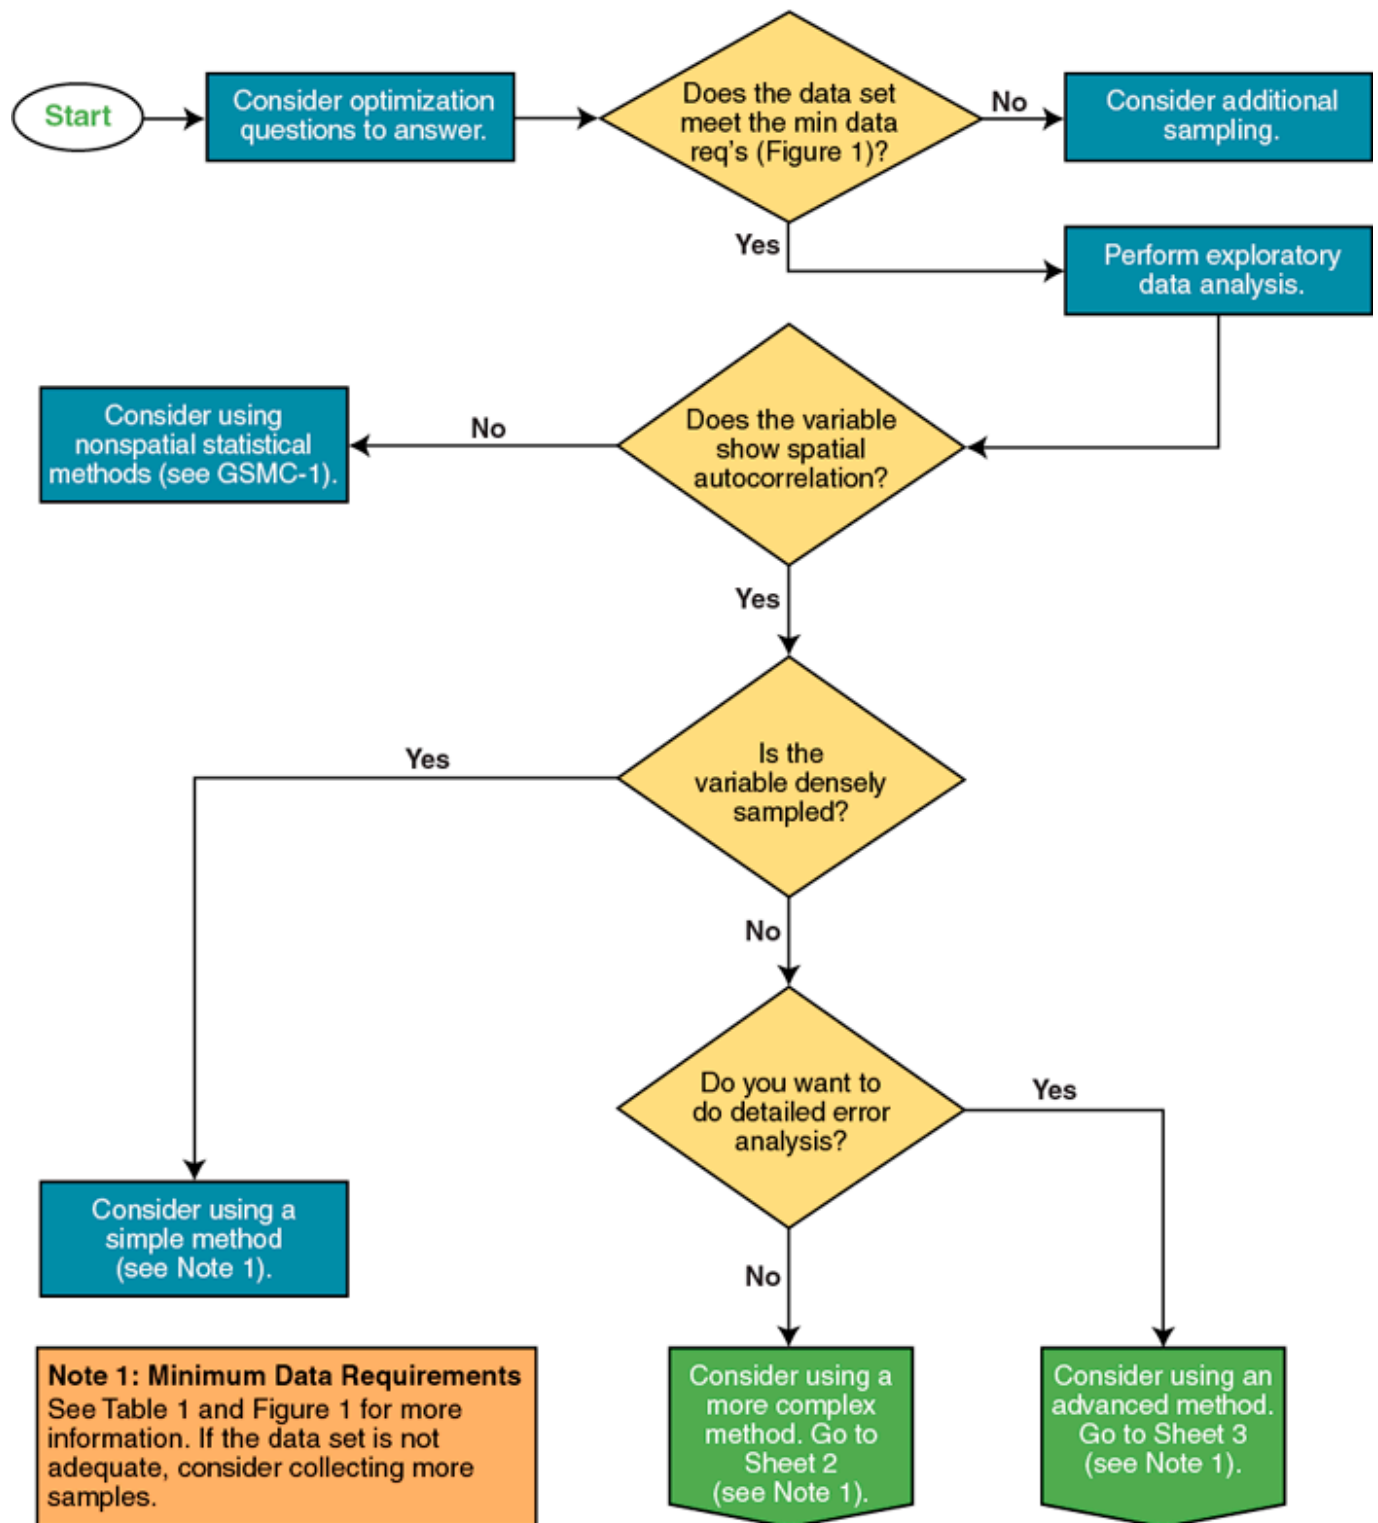 Start
Consider optimization
questions to answer.
Does the data set
meet the min data
req's (Figure 1)?
No
Consider additional
sampling.
Yes
Perform exploratory
data analysis.
Does the variable
show spatial
autocorrelation?
No
Consider using
nonspatial statistical
methods (see GSMC-1).
Yes
Is the
variable densely
sampled?
Yes
No
Do you want to
do detailed error
analysis?
Yes
Consider using a
simple method
(see Note 1).
No
Note 1: Minimum Data Requirements
See Table 1 and Figure 1 for more
information. If the data set is not
adequate, consider collecting more
samples.
Consider using a
more complex
method. Go to
Sheet 2
(see Note 1).
Consider using an
advanced method.
Go to Sheet 3
(see Note 1).